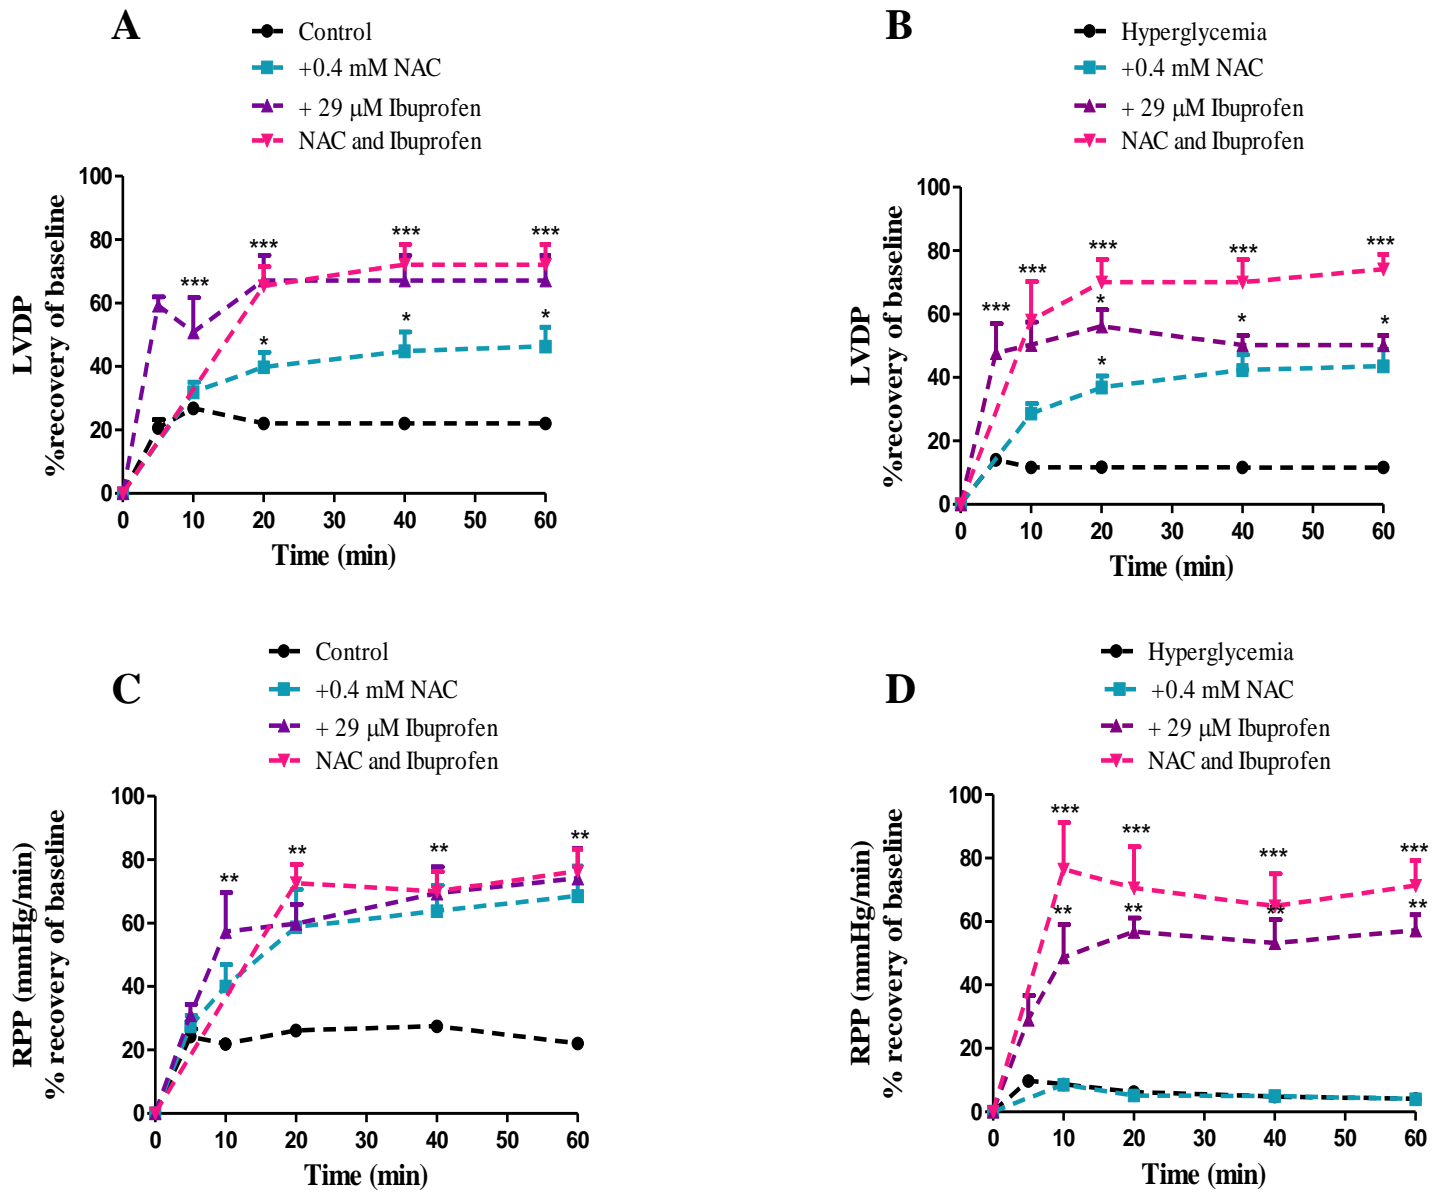 A
Control
+0.4 mM NAC
+ 29 μM Ibuprofen
NAC and Ibuprofen
LVDP
%recovery of baseline
100
80
60
40
20
0
*** *** *** ***
* * *
0 10 20 30 40 50 60
Time (min)
B
Hyperglycemia
+0.4 mM NAC
+ 29 μM Ibuprofen
NAC and Ibuprofen
LVDP
%recovery of baseline
100
80
60
40
20
0
*** *** *** *** ***
* * *
*
0 10 20 30 40 50 60
Time (min)
C
Control
+0.4 mM NAC
+ 29 μM Ibuprofen
NAC and Ibuprofen
RPP (mmHg/min)
% recovery of baseline
100
80
60
40
20
0
** ** ** **
0 10 20 30 40 50 60
Time (min)
D
Hyperglycemia
+0.4 mM NAC
+ 29 μM Ibuprofen
NAC and Ibuprofen
RPP (mmHg/min)
% recovery of baseline
100
80
60
40
20
0
*** *** *** ***
** ** ** **
0 10 20 30 40 50 60
Time (min)